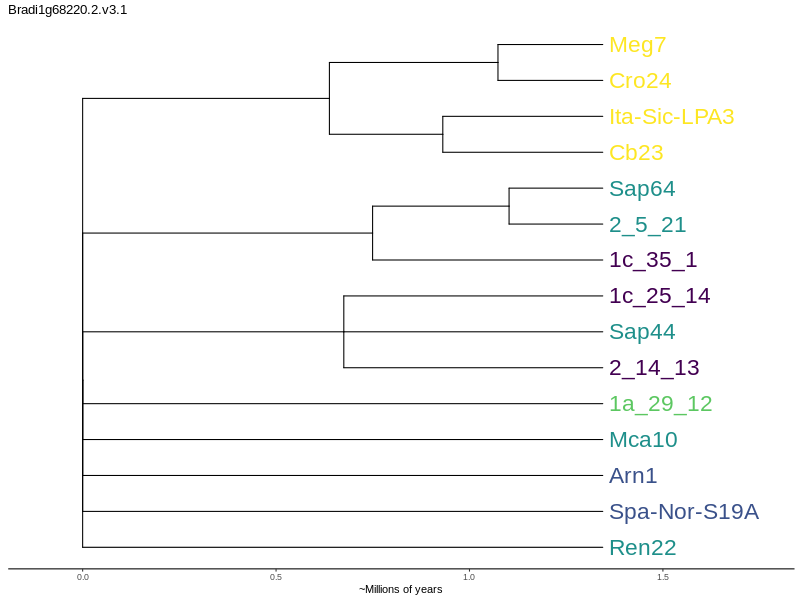 Bradi1g68220.2.v3.1
Meg7
Cro24
Ita-Sic-LPA3
Cb23
Sap64
2_5_21
1c_35_1
1c_25_14
Sap44
2_14_13
1a_29_12
Mca10
Arn1
Spa-Nor-S19A
Ren22
0.0 0.5 1.0 1.5
~Millions of years